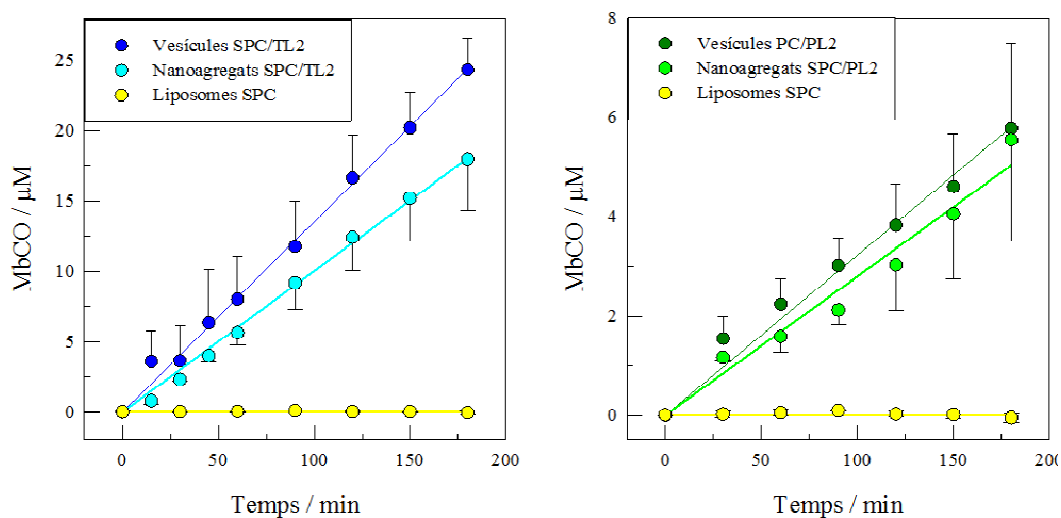 Vesícules SPC/TL2
Nanoagregats SPC/TL2
Liposomes SPC
25
20
15
10
5
0
MbCO / µM
0
50
100
150
200
Temps / min
Vesícules PC/PL2
Nanoagregats SPC/PL2
Liposomes SPC
8
6
4
2
0
MbCO / µM
0
50
100
150
200
Temps / min